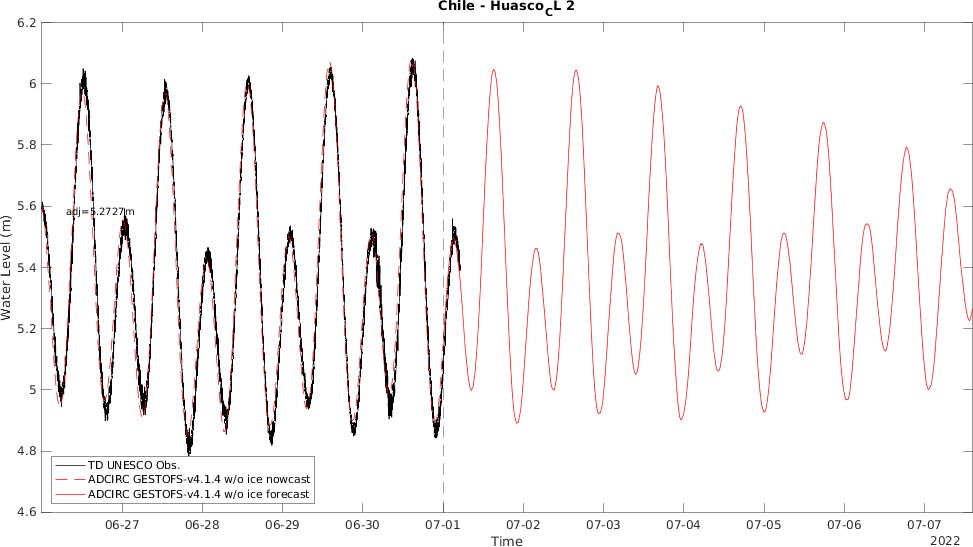 Chile - Huasco_CL 2
6.2
6
5.8
5.6
5.4
5.2
5
4.8
4.6
Water Level (m)
adj=5.2727m
TD UNESCO Obs.
ADCIRC GESTOFS-v4.1.4 w/o ice nowcast
ADCIRC GESTOFS-v4.1.4 w/o ice forecast
06-27 06-28 06-29 06-30 07-01 07-02 07-03 07-04 07-05 07-06 07-07
Time
2022